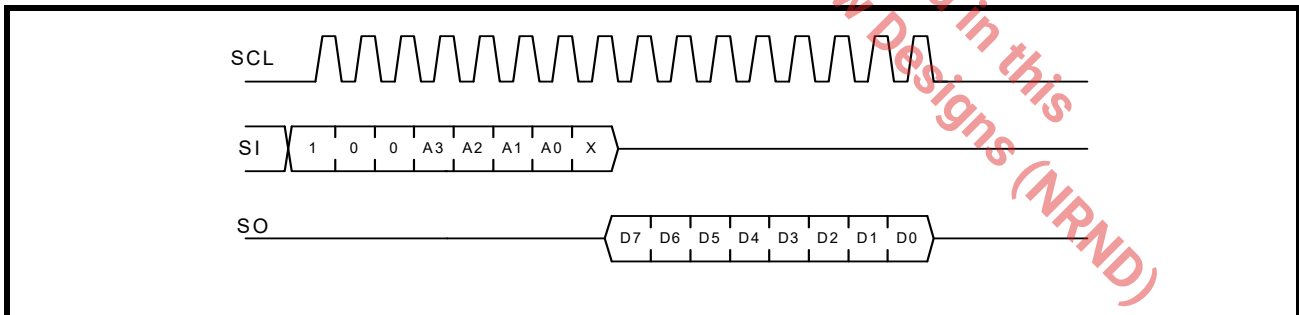 SCL
SI 1 0 0 A3 A2 A1 A0 X
SO D7 D6 D5 D4 D3 D2 D1 D0
in this
Designs (NRND)